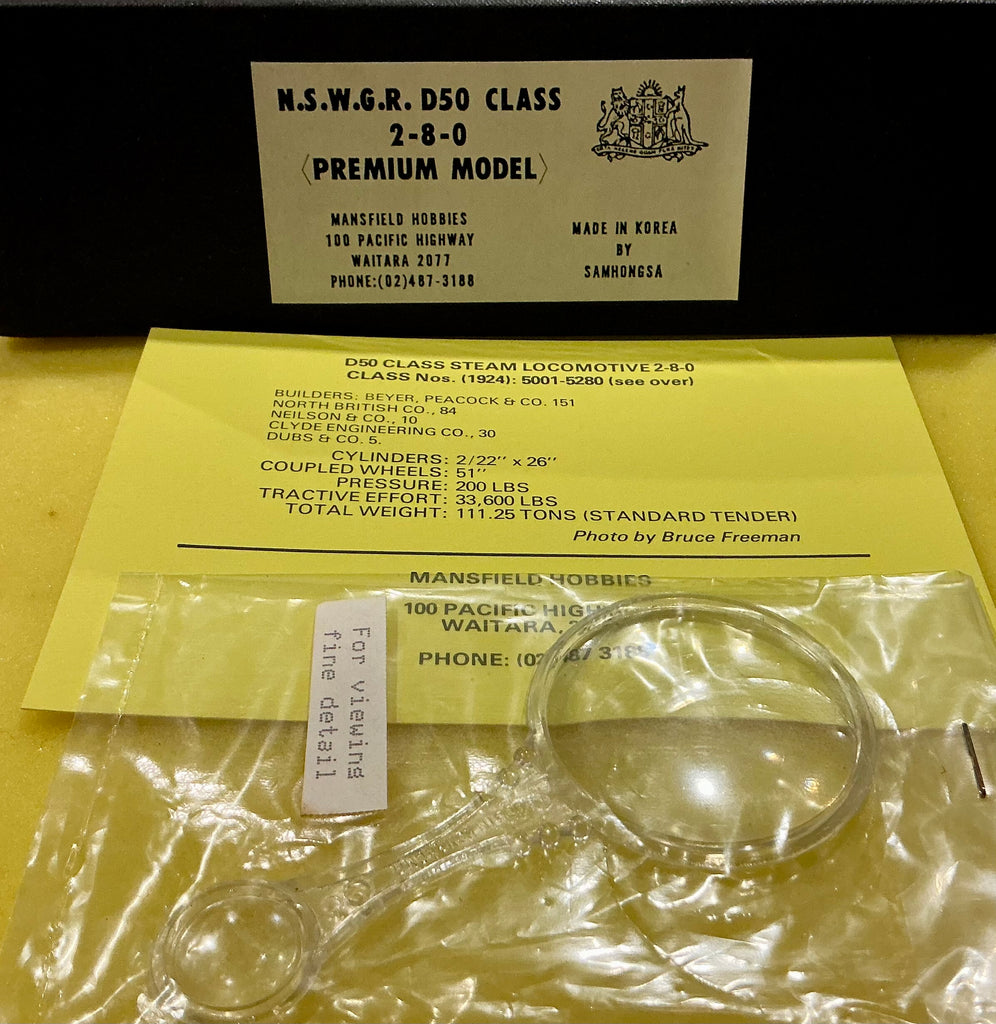 N.S.W.G.R. D50 CLASS
2-8-0
〈PREMIUM MODEL〉
MANSFIELD HOBBIES
100 PACIFIC HIGHWAY
WAITARA 2077
PHONE:(02)487-3188
MADE IN KOREA
BY
SAMHONGSA
D50 CLASS STEAM LOCOMOTIVE 2-8-0
CLASS Nos. (1924): 5001-5280 (see over)
BUILDERS: BEYER, PEACOCK & CO. 151
NORTH BRITISH CO., 84
NEILSON & CO., 10
CLYDE ENGINEERING CO., 30
DUBS & CO. 5.
CYLINDERS: 2/22" x 26"
COUPLED WHEELS: 51"
PRESSURE: 200 LBS
TRACTIVE EFFORT: 33,600 LBS
TOTAL WEIGHT: 111.25 TONS (STANDARD TENDER)
Photo by Bruce Freeman
MANSFIELD HOBBIES
100 PACIFIC
WAITARA,
PHONE:
For viewing
fine detail